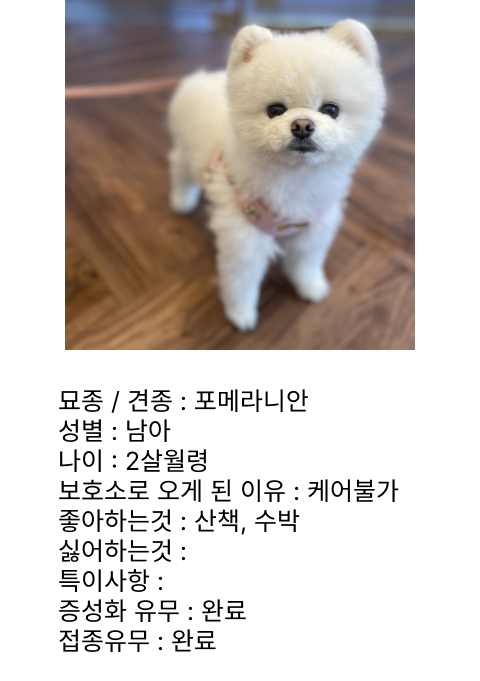 묘종 / 견종 : 포메라니안
성별 : 남아
나이 : 2살월령
보호소로 오게 된 이유 : 케어불가
좋아하는것 : 산책, 수박
싫어하는것 :
특이사항 :
증성화 유무 : 완료
접종유무 : 완료